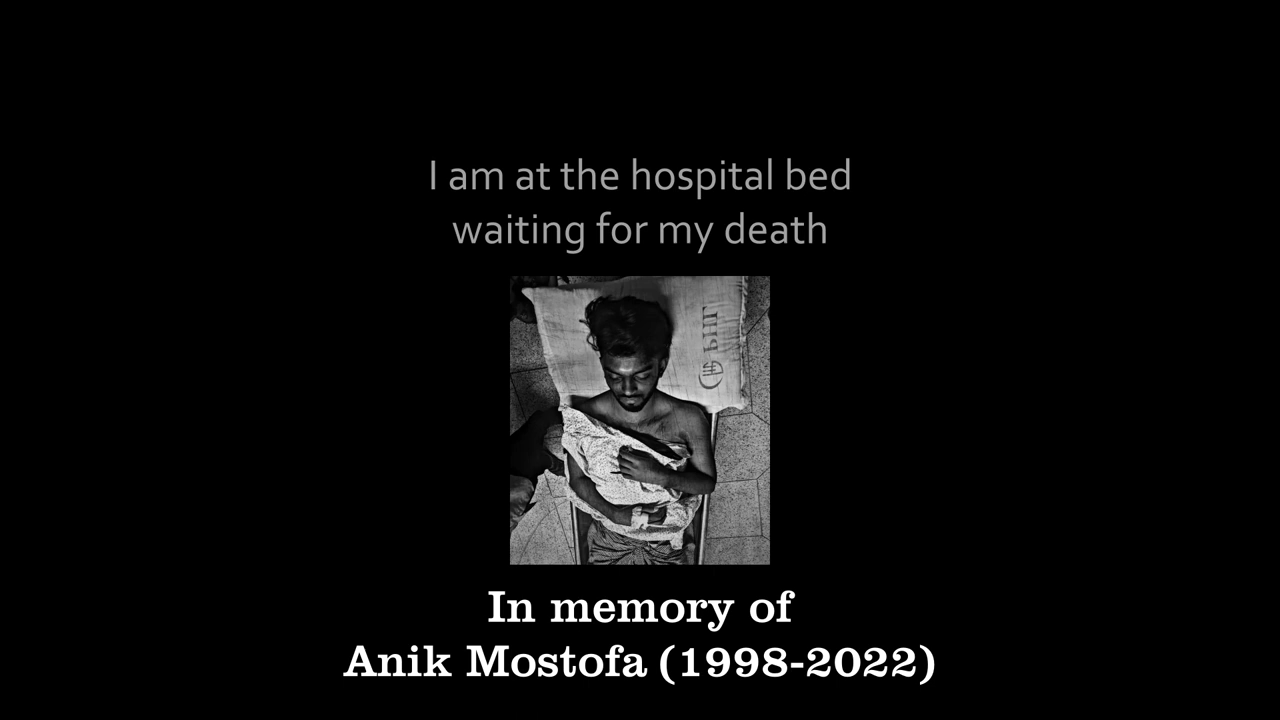 I am at the hospital bed
waiting for my death
In memory of
Anik Mostofa (1998-2022)